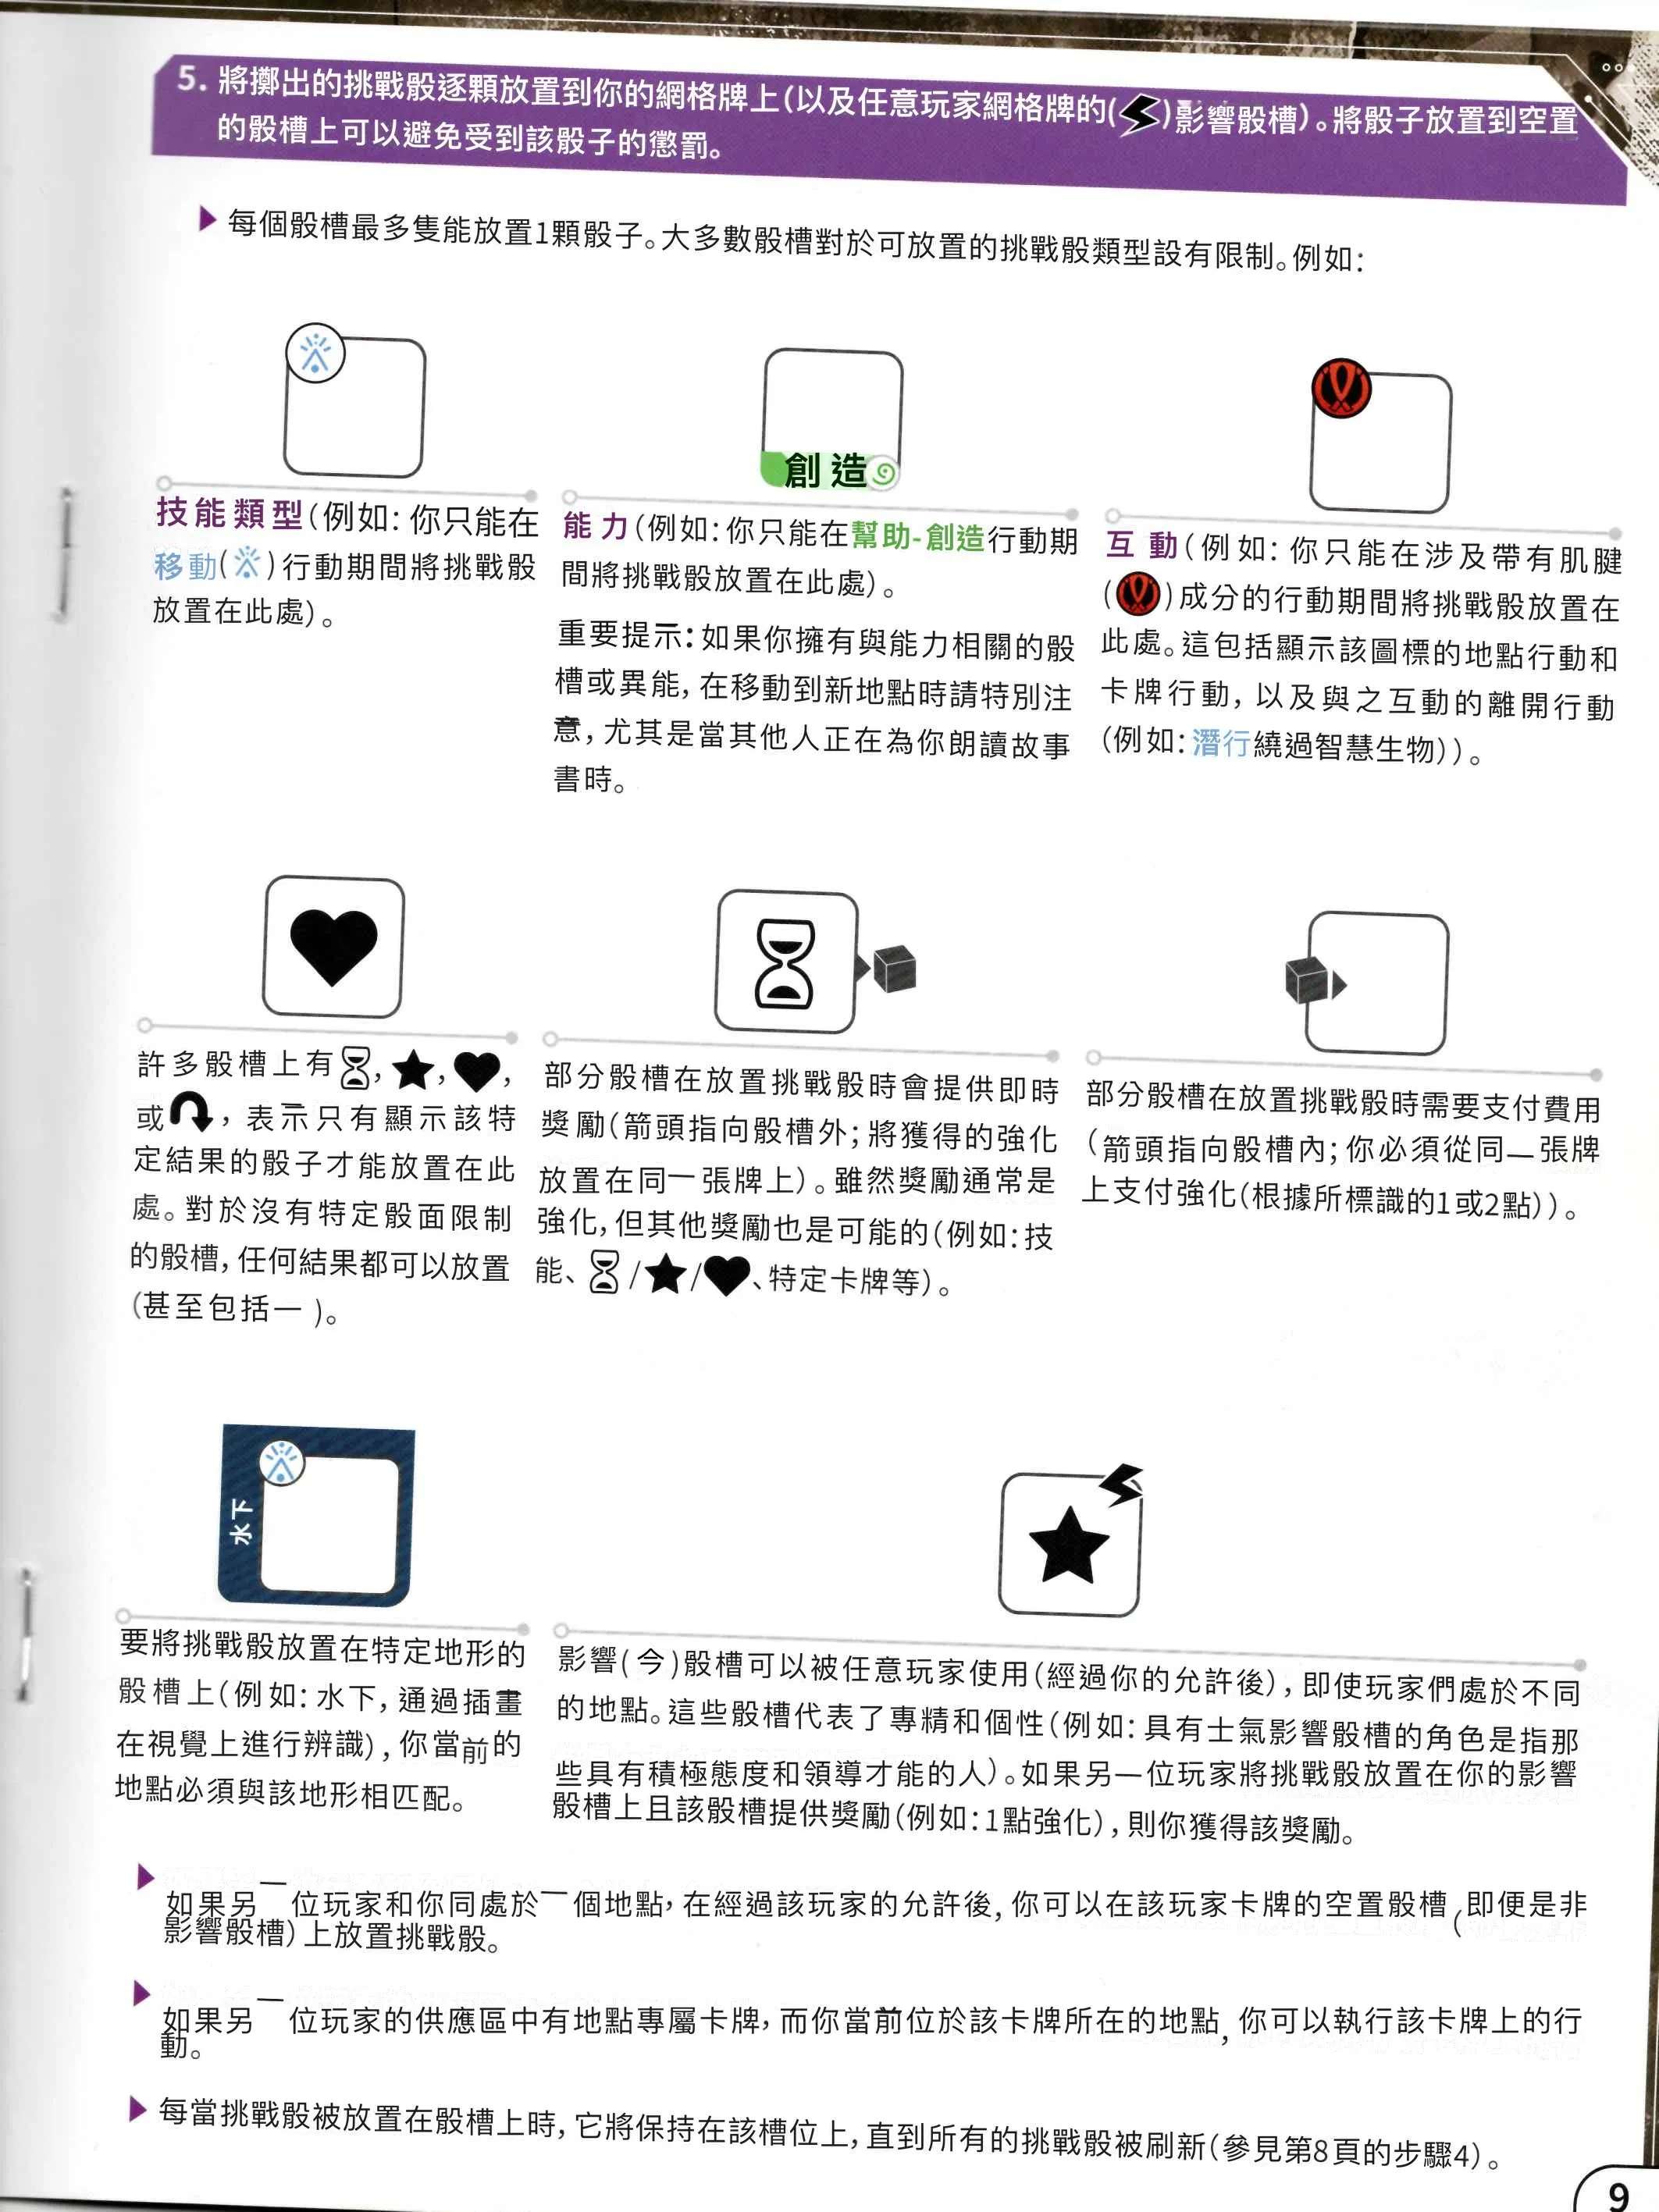 5. 將擲出的挑戰骰逐顆放置到你的網格牌上(以及任意玩家網格牌的()影響骰槽)。將骰子放置到空置
的骰槽上可以避免受到該骰子的懲罰。
每個骰槽最多隻能放置1顆骰子。大多數骰槽對於可放置的挑戰骰類型設有限制。例如:
創造
技能類型(例如: 你只能在
移動()行動期間將挑戰骰
放置在此處)。
能力(例如:你只能在幫助-創造行動期
間將挑戰骰放置在此處)。
重要提示:如果你擁有與能力相關的骰
槽或異能,在移動到新地點時請特別注
意,尤其是當其他人正在為你朗讀故事
書時。
互動(例如: 你只能在涉及帶有肌腱
()成分的行動期間將挑戰骰放置在
此處。這包括顯示該圖標的地點行動和
卡牌行動,以及與之互動的離開行動
(例如:潛行繞過智慧生物))。
許多骰槽上有, , ,
或, 表示只有顯示該特
定結果的骰子才能放置在此
處。對於沒有特定骰面限制
的骰槽,任何結果都可以放置
(甚至包括一 )。
部分骰槽在放置挑戰骰時會提供即時
獎勵(箭頭指向骰槽外;將獲得的強化
放置在同一張牌上)。雖然獎勵通常是
強化,但其他獎勵也是可能的(例如:技
能、 / / 、特定卡牌等)。
部分骰槽在放置挑戰骰時需要支付費用
(箭頭指向骰槽內;你必須從同一張牌
上支付強化(根據所標識的1或2點))。
水下
要將挑戰骰放置在特定地形的
骰槽上(例如:水下,通過插畫
在視覺上進行辨識),你當前的
地點必須與該地形相匹配。
影響(今)骰槽可以被任意玩家使用(經過你的允許後),即使玩家們處於不同
的地點。這些骰槽代表了專精和個性(例如:具有士氣影響骰槽的角色是指那
些具有積極態度和領導才能的人)。如果另一位玩家將挑戰骰放置在你的影響
骰槽上且該骰槽提供獎勵(例如:1點強化),則你獲得該獎勵。
如果另一位玩家和你同處於一個地點,在經過該玩家的允許後,你可以在該玩家卡牌的空置骰槽(即便是非
影響骰槽)上放置挑戰骰。
如果另一位玩家的供應區中有地點專屬卡牌,而你當前位於該卡牌所在的地點,你可以執行該卡牌上的行
動。
每當挑戰骰被放置在骰槽上時,它將保持在該槽位上,直到所有的挑戰骰被刷新(參見第8頁的步驟4)。
9